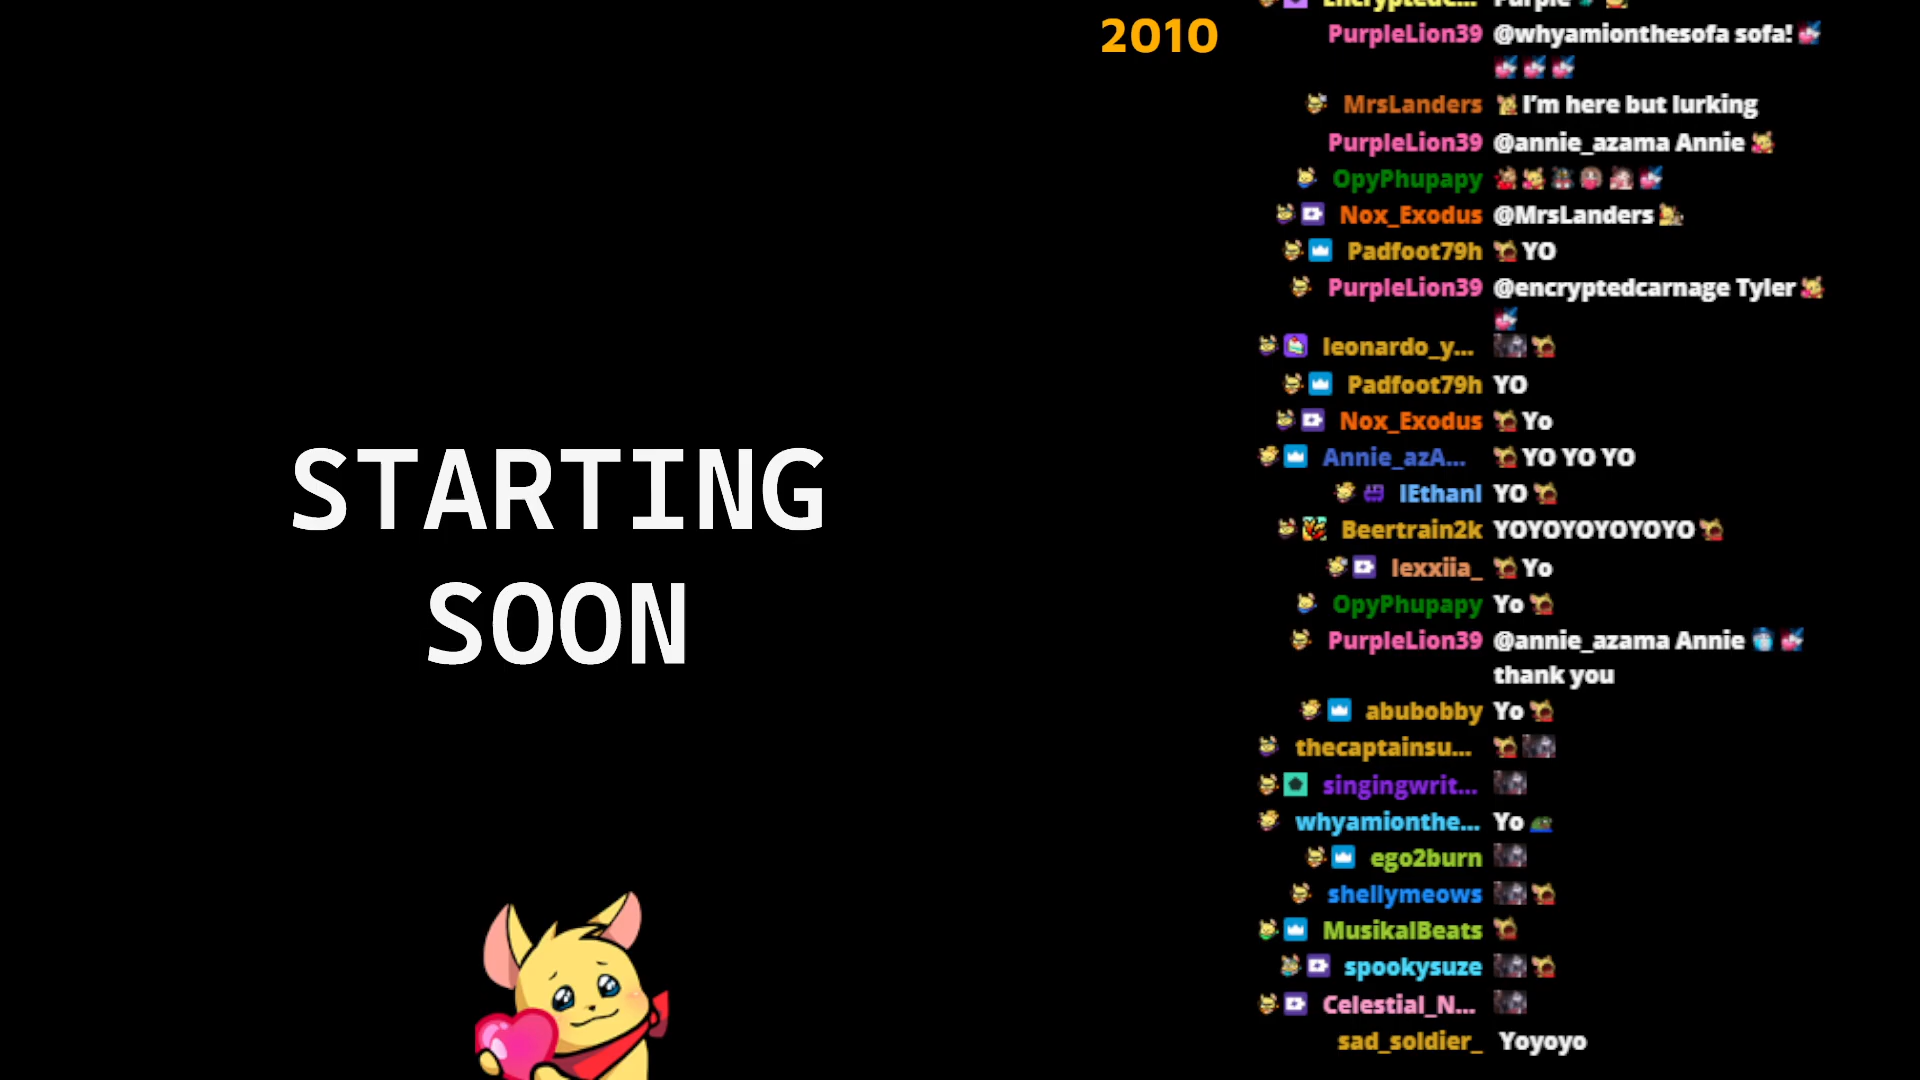 2010
STARTING
SOON
Purple
PurpleLion39 @whyamionthesofa sofa!
MrsLanders I'm here but lurking
PurpleLion39 @annie_azama Annie
OpyPhupapy
Nox_Exodus @MrsLanders
Padfoot79h YO
PurpleLion39 @encryptedcarnage Tyler
leonardo_y...
Padfoot79h YO
Nox_Exodus Yo
Annie_azA... YO YO YO
lEthanl YO
Beertrain2k YOYOYOYOYOYO
lexxiia_ Yo
OpyPhupapy Yo
PurpleLion39 @annie_azama Annie
thank you
abubobby Yo
thecaptainsu...
singingwrit...
whyamionthe... Yo
ego2burn
shellymeows
MusikalBeats
spookysuze
Celestial_N...
sad_soldier_ Yoyoyo